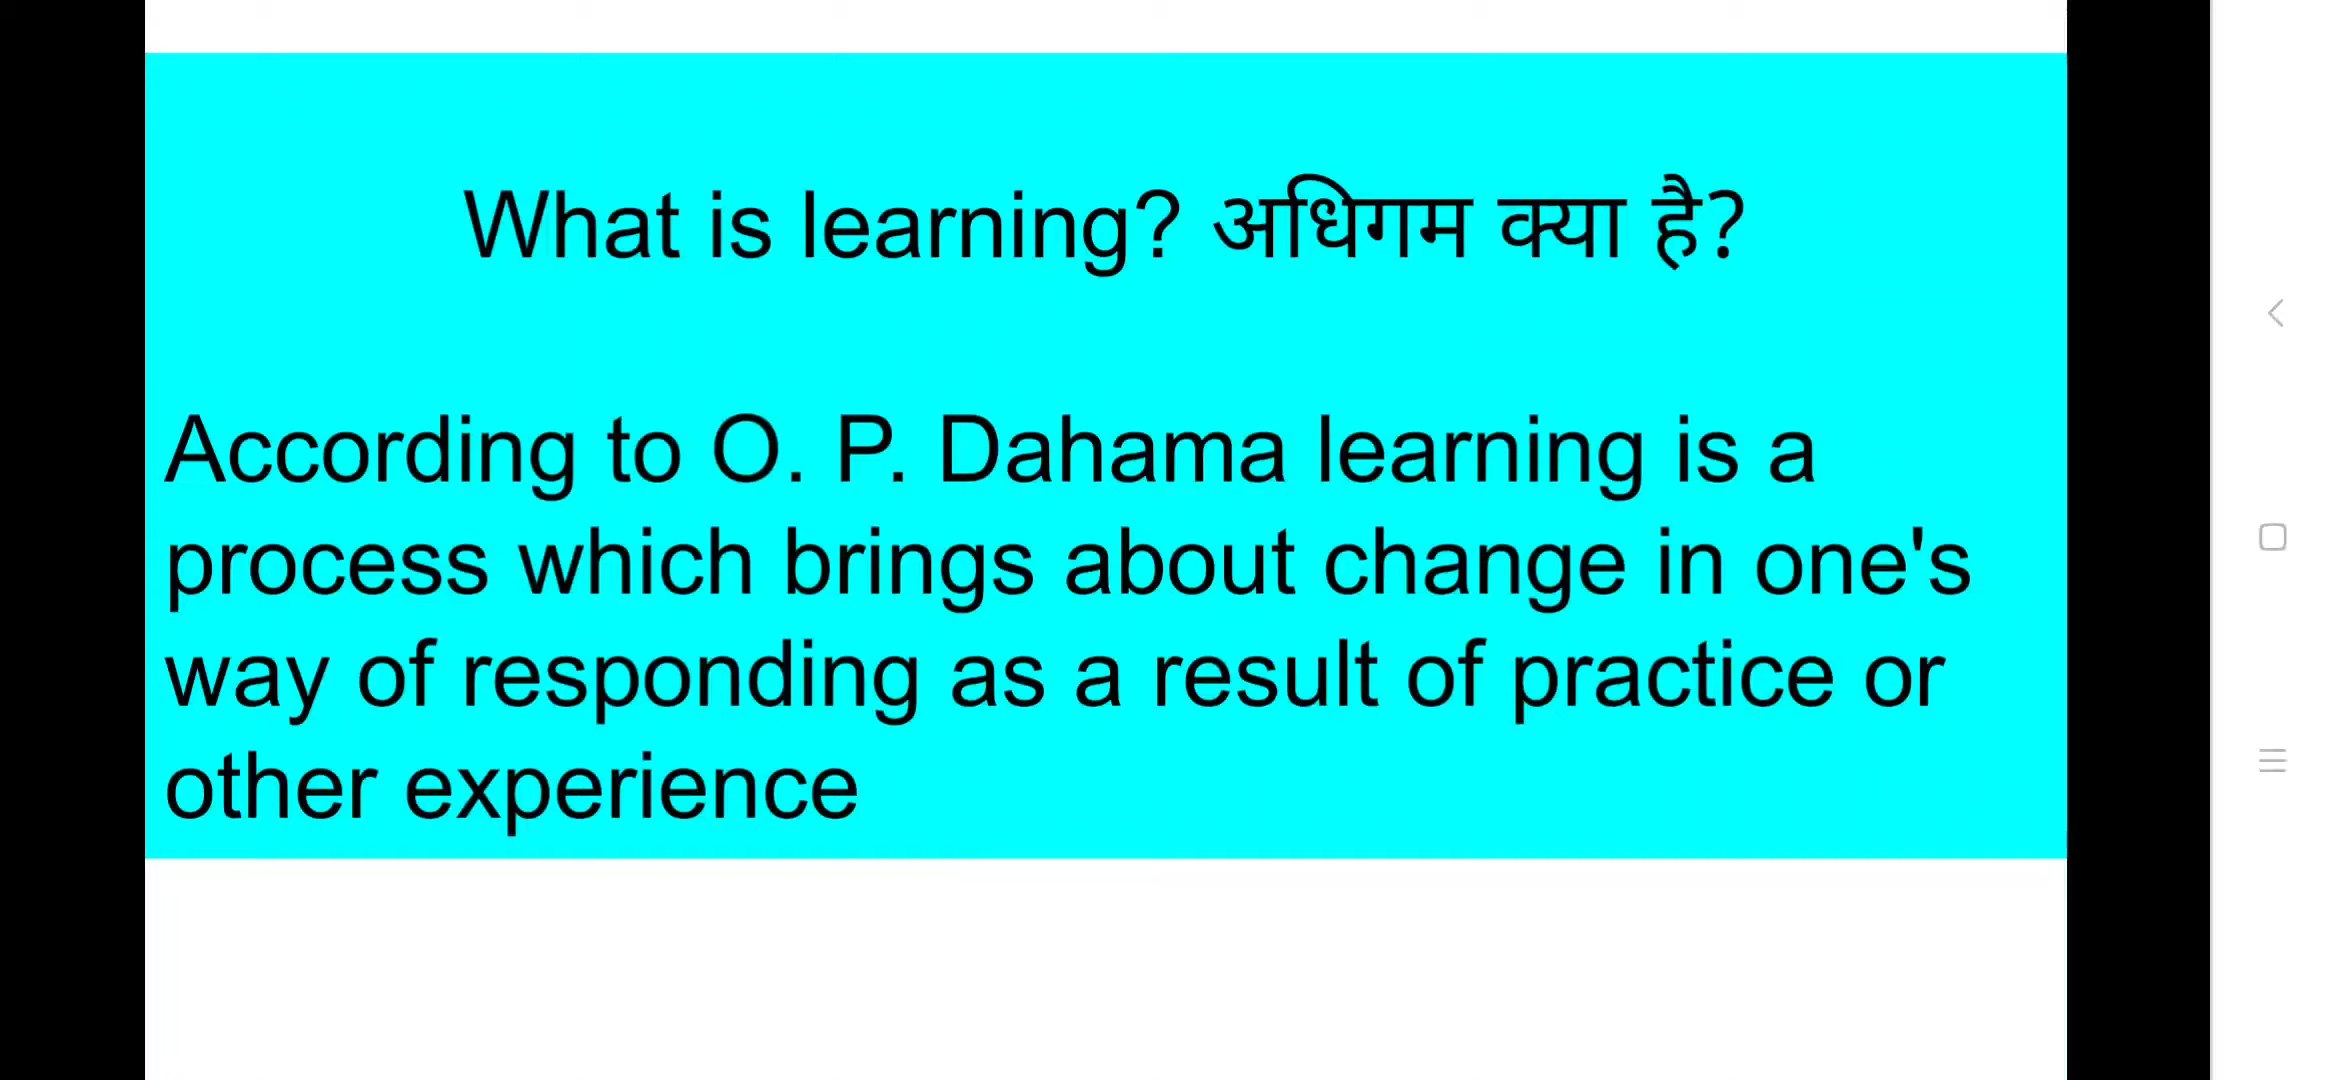 What is learning? अधिगम क्या है?
According to O. P. Dahama learning is a
process which brings about change in one's
way of responding as a result of practice or
other experience